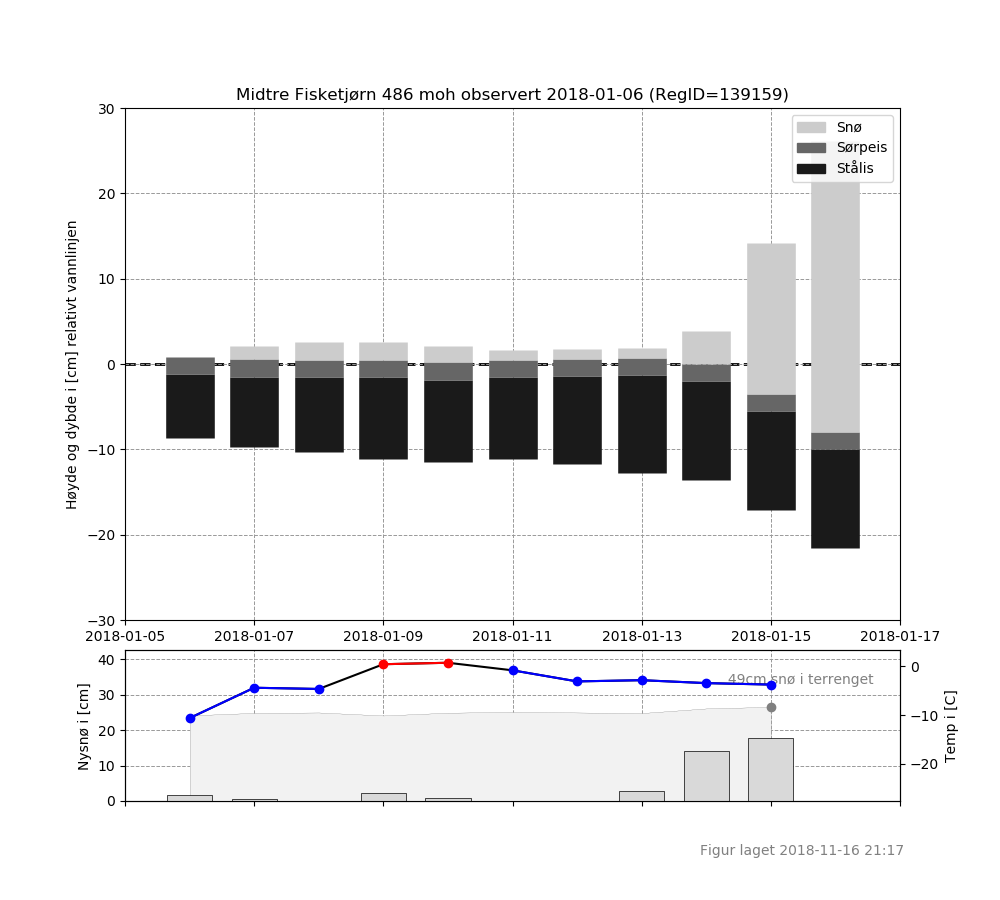 Midtre Fisketjørn 486 moh observert 2018-01-06 (RegID=139159)
Snø
Sørpeis
Stålis
Høyde og dybde i [cm] relativt vannlinjen
30
20
10
0
−10
−20
−30
2018-01-05 2018-01-07 2018-01-09 2018-01-11 2018-01-13 2018-01-15 2018-01-17
Nysnø i [cm]
40
30
20
10
0
49cm snø i terrenget
0
−10
−20
Temp i [C]
Figur laget 2018-11-16 21:17